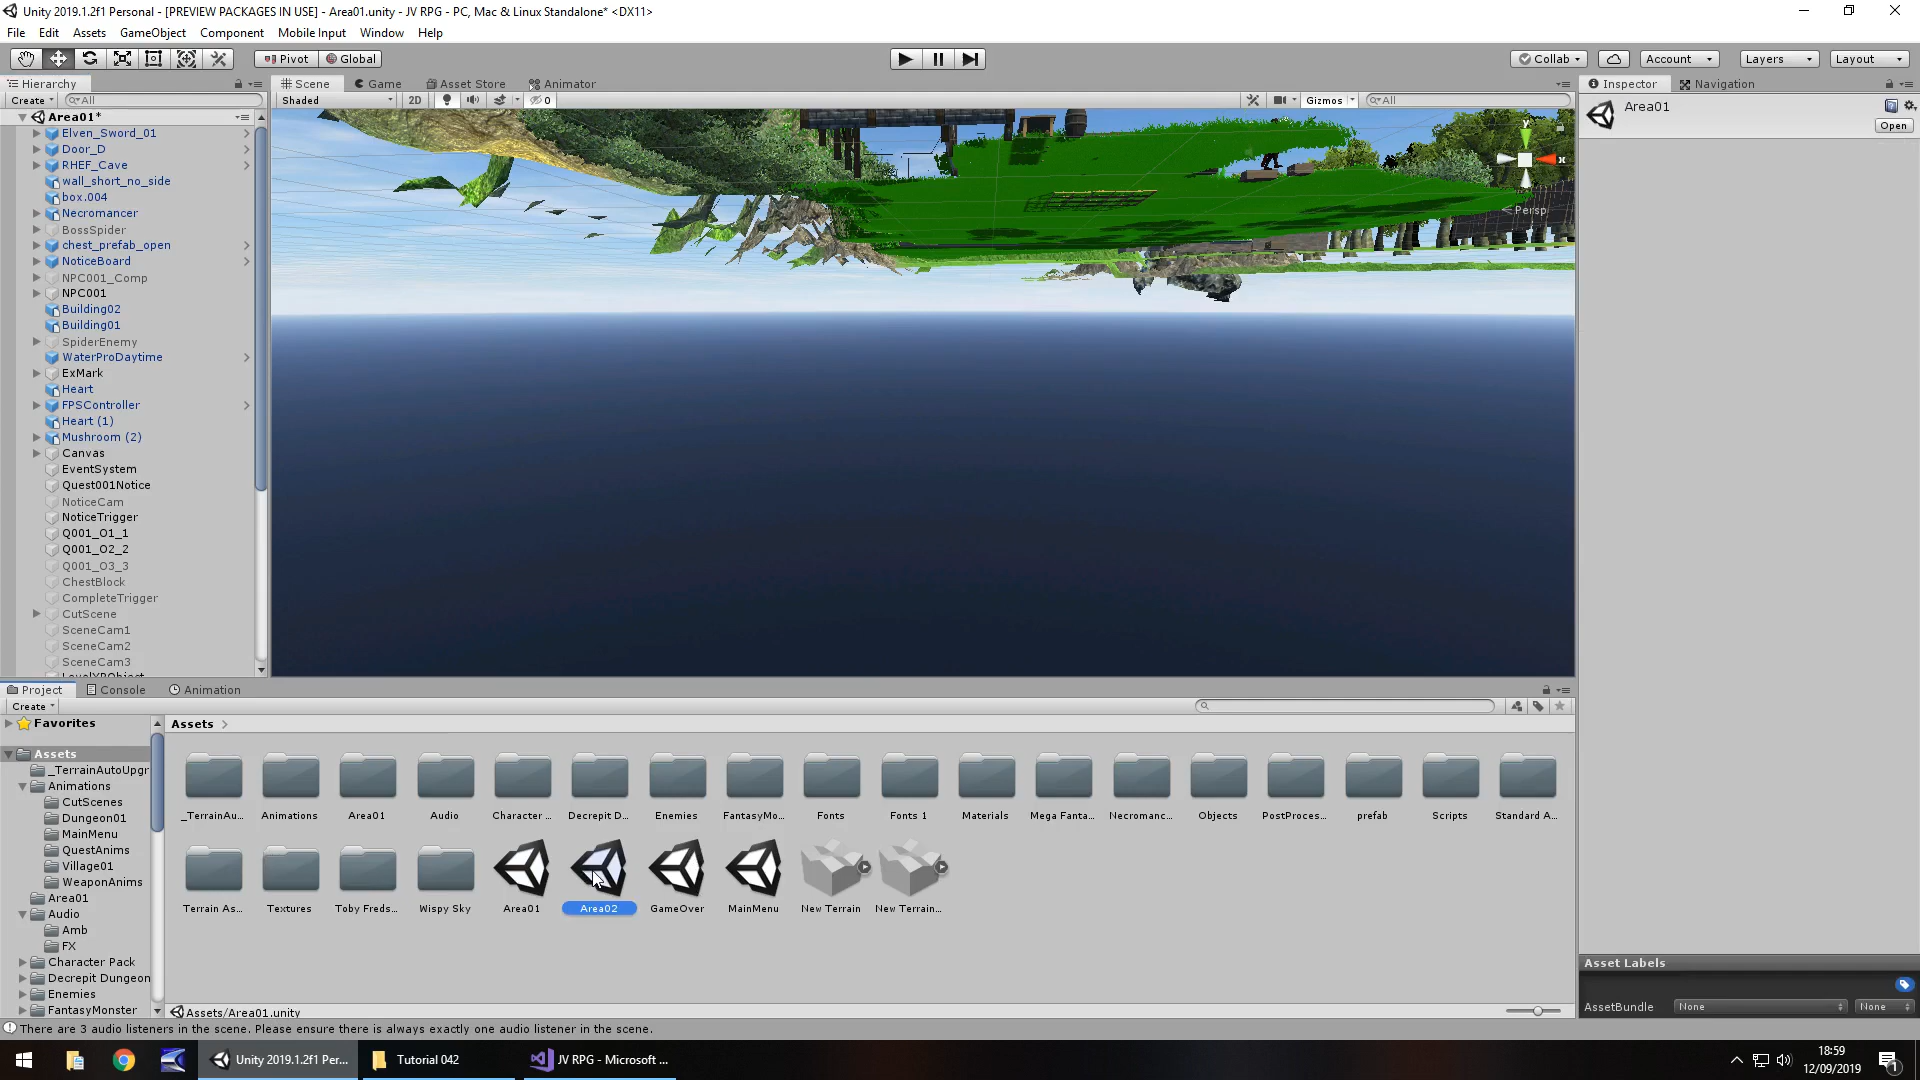 Unity 2019.1.2f1 Personal - [PREVIEW PACKAGES IN USE] - Area01.unity - JV RPG - PC, Mac & Linux Standalone* <DX11>
File Edit Assets GameObject Component Mobile Input Window Help
Pivot Global Collab Account Layers Layout
Hierarchy
Create All
Area01*
Elven_Sword_01
Door_D
RHEF_Cave
wall_short_no_side
box.004
Necromancer
BossSpider
chest_prefab_open
NoticeBoard
NPC001_Comp
NPC001
Building02
Building01
SpiderEnemy
WaterProDaytime
ExMark
Heart
FPSController
Heart (1)
Mushroom (2)
Canvas
EventSystem
Quest001Notice
NoticeCam
NoticeTrigger
Q001_O1_1
Q001_O2_2
Q001_O3_3
ChestBlock
CompleteTrigger
CutScene
SceneCam1
SceneCam2
SceneCam3
Scene Game Asset Store Animator
Shaded 2D 0 Gizmos All
y
x
Persp
Inspector Navigation
Area01
Open
Project Console Animation
Create
Favorites
Assets
_TerrainAutoUpgr
Animations
CutScenes
Dungeon01
MainMenu
QuestAnims
Village01
WeaponAnims
Area01
Audio
Amb
FX
Character Pack
Decrepit Dungeon
Enemies
FantasyMonster
Assets
_TerrainAu... Animations Area01 Audio Character ... Decrepit D... Enemies FantasyMo... Fonts Fonts 1 Materials Mega Fanta... Necromanc... Objects PostProces... prefab Scripts Standard A...
Terrain As... Textures Toby Freds... Wispy Sky Area01 Area02 GameOver MainMenu New Terrain New Terrain...
Assets/Area01.unity
Asset Labels
AssetBundle None None
There are 3 audio listeners in the scene. Please ensure there is always exactly one audio listener in the scene.
Unity 2019.1.2f1 Per... Tutorial 042 JV RPG - Microsoft ...
18:59
12/09/2019
1